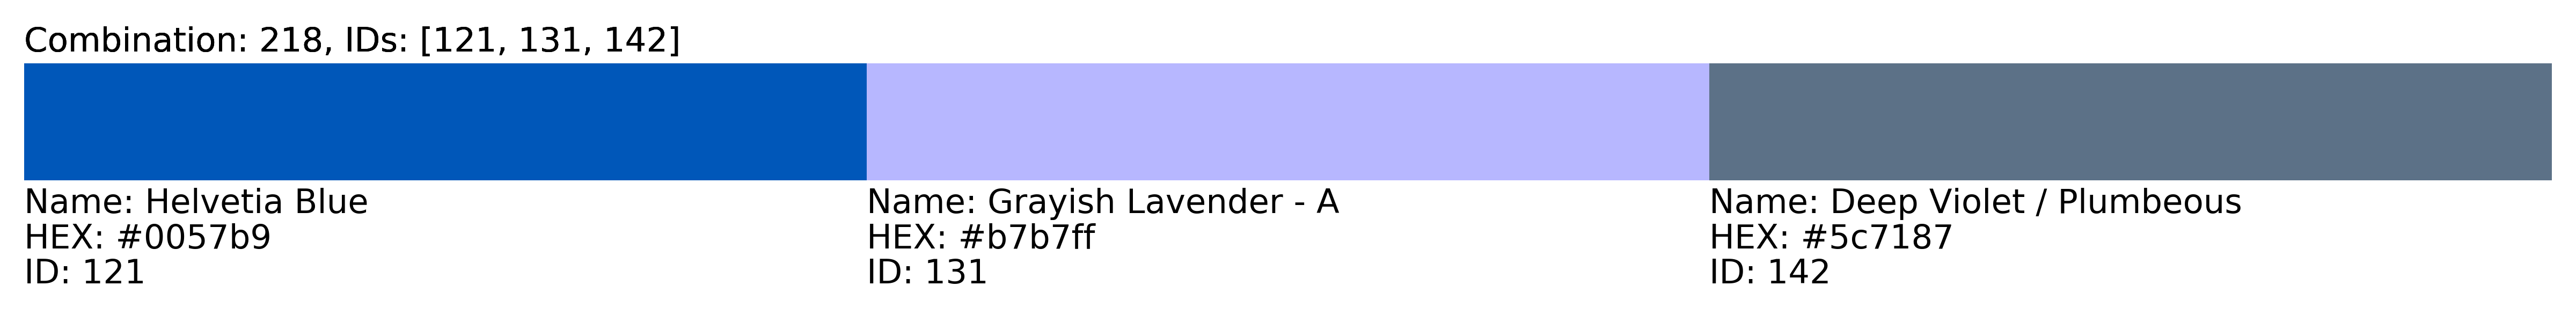 Combination: 218, IDs: [121, 131, 142]
Name: Helvetia Blue
HEX: #0057b9
ID: 121
Name: Grayish Lavender - A
HEX: #b7b7ff
ID: 131
Name: Deep Violet / Plumbeous
HEX: #5c7187
ID: 142